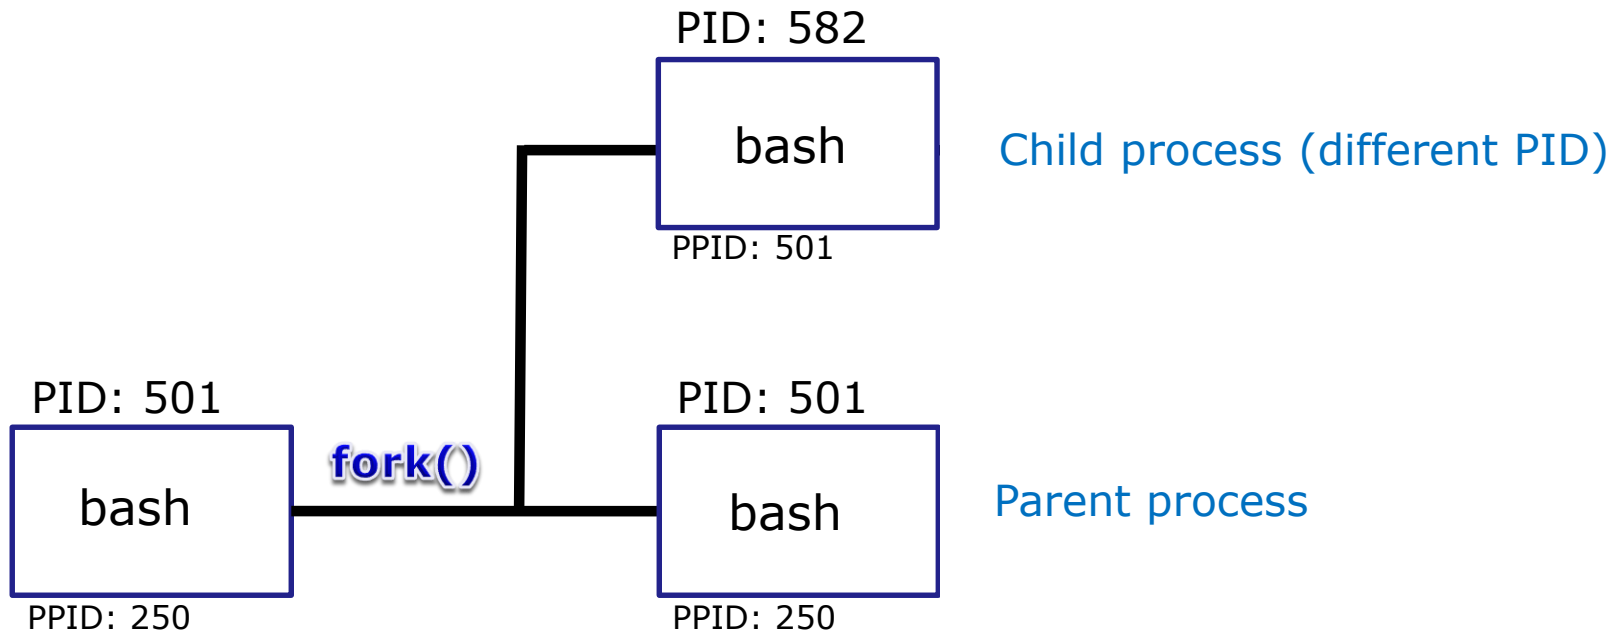 PID: 582
bash
Child process (different PID)
PPID: 501
PID: 501
bash
PPID: 250
fork()
PID: 501
bash
Parent process
PPID: 250